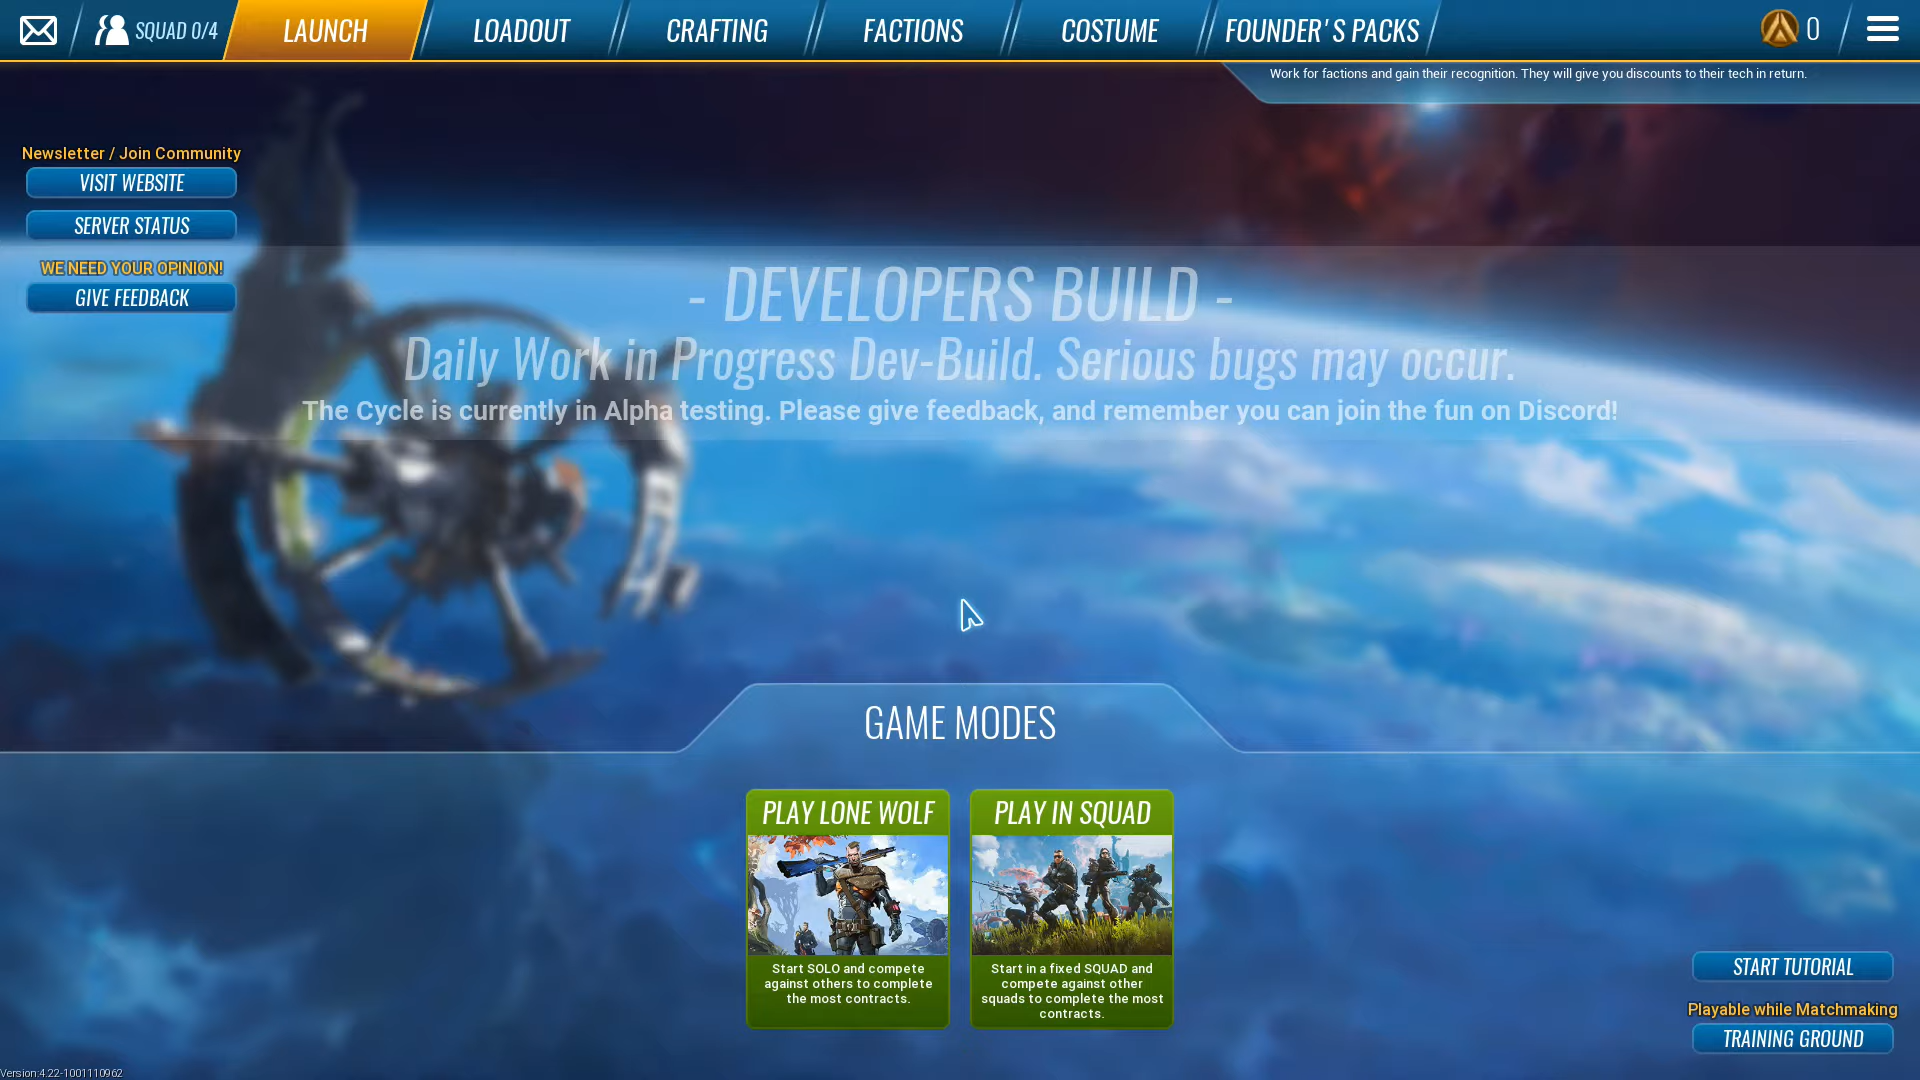 SQUAD 0/4
LAUNCH
LOADOUT
CRAFTING
FACTIONS
COSTUME
FOUNDER'S PACKS
0
Work for factions and gain their recognition. They will give you discounts to their tech in return.
Newsletter / Join Community
VISIT WEBSITE
SERVER STATUS
WE NEED YOUR OPINION!
GIVE FEEDBACK
- DEVELOPERS BUILD -
Daily Work in Progress Dev-Build. Serious bugs may occur.
The Cycle is currently in Alpha testing. Please give feedback, and remember you can join the fun on Discord!
GAME MODES
PLAY LONE WOLF
Start SOLO and compete
against others to complete
the most contracts.
PLAY IN SQUAD
Start in a fixed SQUAD and
compete against other
squads to complete the most
contracts.
START TUTORIAL
Playable while Matchmaking
TRAINING GROUND
Version:4.22-1001110962